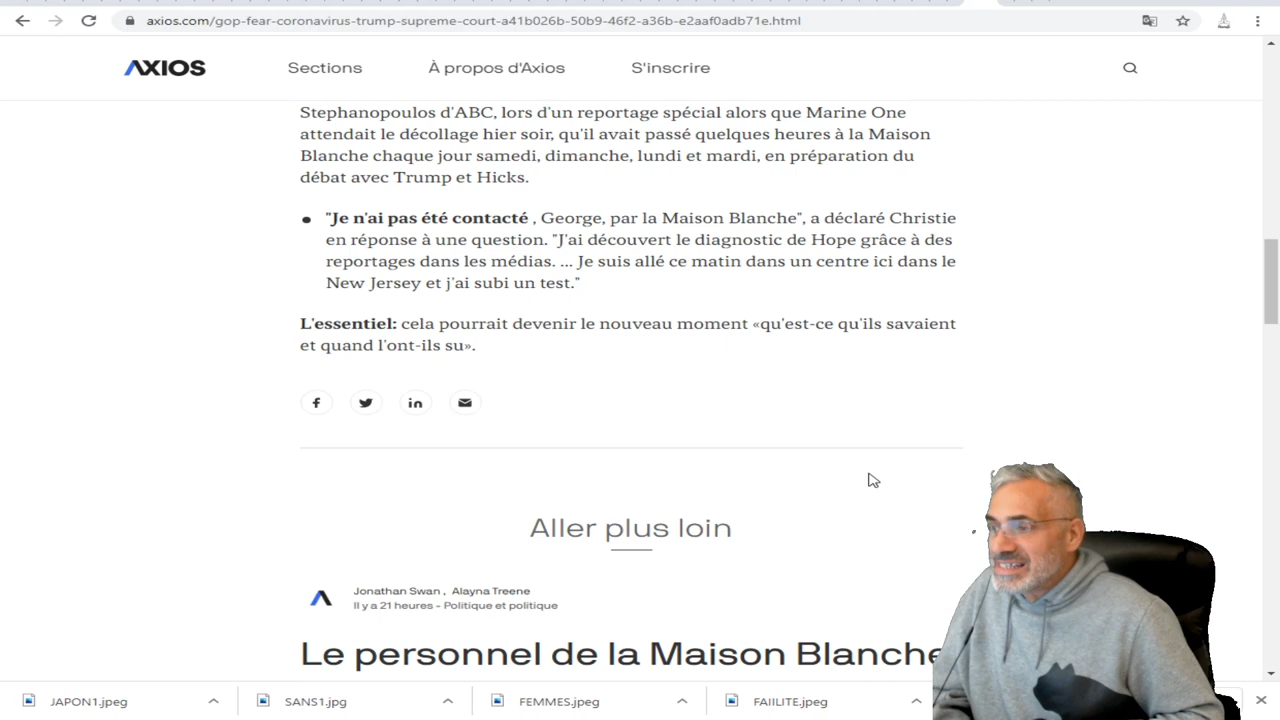 axios.com/gop-fear-coronavirus-trump-supreme-court-a41b026b-50b9-46f2-a36b-e2aaf0adb71e.html
AXIOS
Sections
À propos d'Axios
S'inscrire
Stephanopoulos d'ABC, lors d'un reportage spécial alors que Marine One
attendait le décollage hier soir, qu'il avait passé quelques heures à la Maison
Blanche chaque jour samedi, dimanche, lundi et mardi, en préparation du
débat avec Trump et Hicks.
"Je n'ai pas été contacté , George, par la Maison Blanche", a déclaré Christie
en réponse à une question. "J'ai découvert le diagnostic de Hope grâce à des
reportages dans les médias. ... Je suis allé ce matin dans un centre ici dans le
New Jersey et j'ai subi un test."
L'essentiel: cela pourrait devenir le nouveau moment «qu'est-ce qu'ils savaient
et quand l'ont-ils su».
Aller plus loin
Jonathan Swan , Alayna Treene
Il y a 21 heures - Politique et politique
Le personnel de la Maison Blanche
JAPON1.jpeg
SANS1.jpg
FEMMES.jpeg
FAIILITE.jpeg